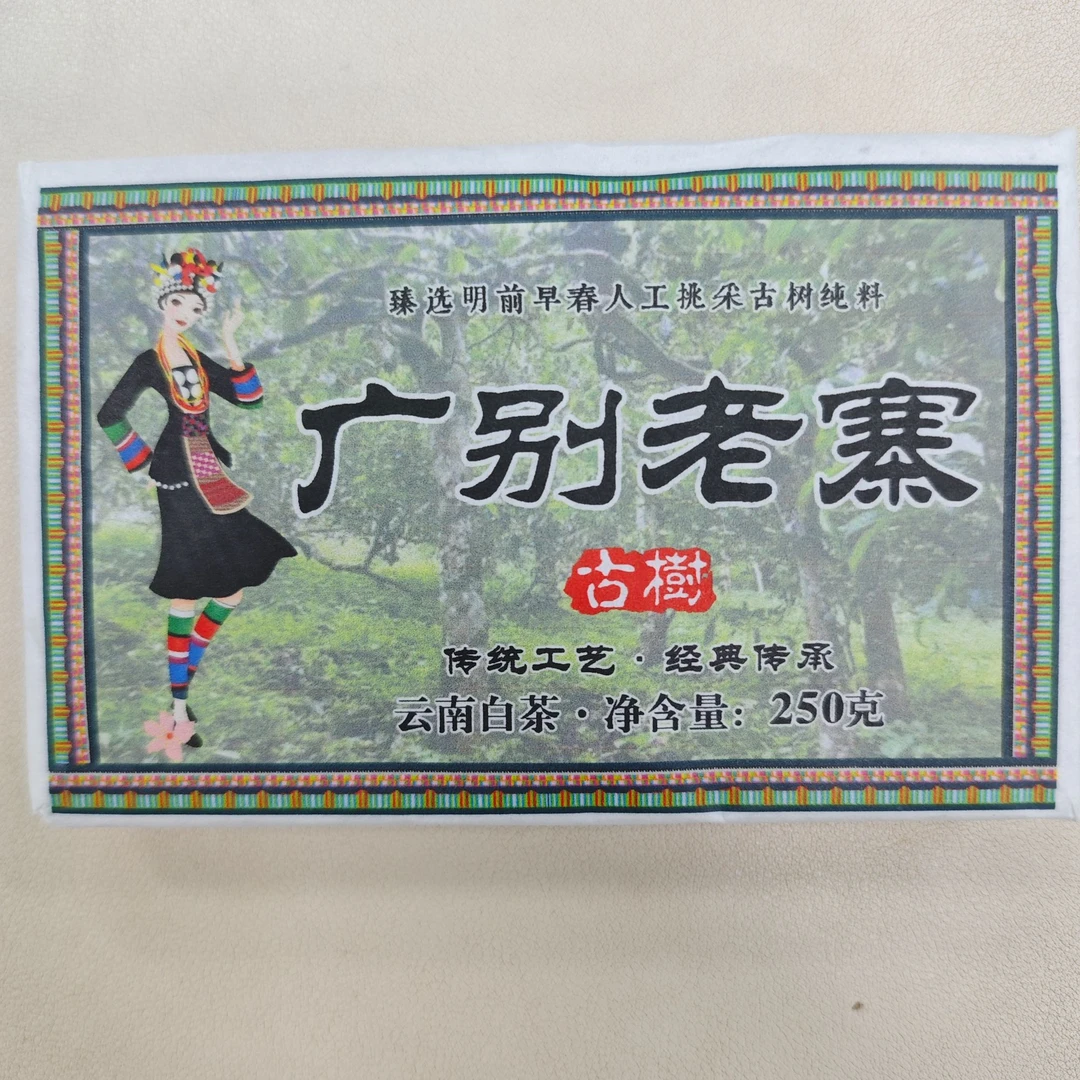 臻选明前早春人工挑采古树纯料
广别老寨
古樹
传统工艺·经典传承
云南白茶·净含量：250克